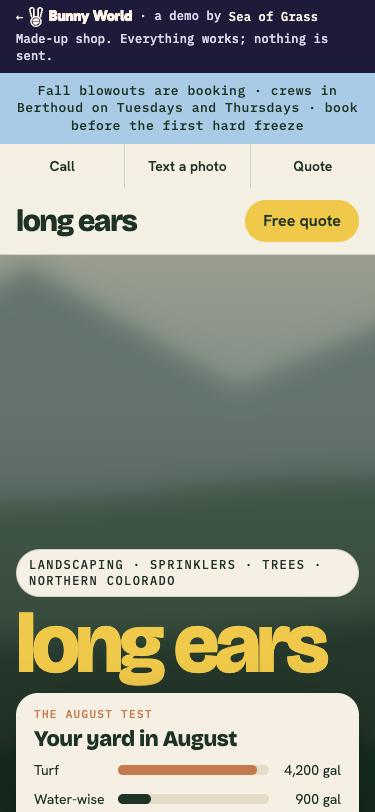 ← Bunny World · a demo by Sea of Grass
Made-up shop. Everything works; nothing is
sent.
Fall blowouts are booking · crews in
Berthoud on Tuesdays and Thursdays · book
before the first hard freeze
Call
Text a photo
Quote
long ears
Free quote
LANDSCAPING · SPRINKLERS · TREES ·
NORTHERN COLORADO
long ears
THE AUGUST TEST
Your yard in August
Turf 4,200 gal
Water-wise 900 gal